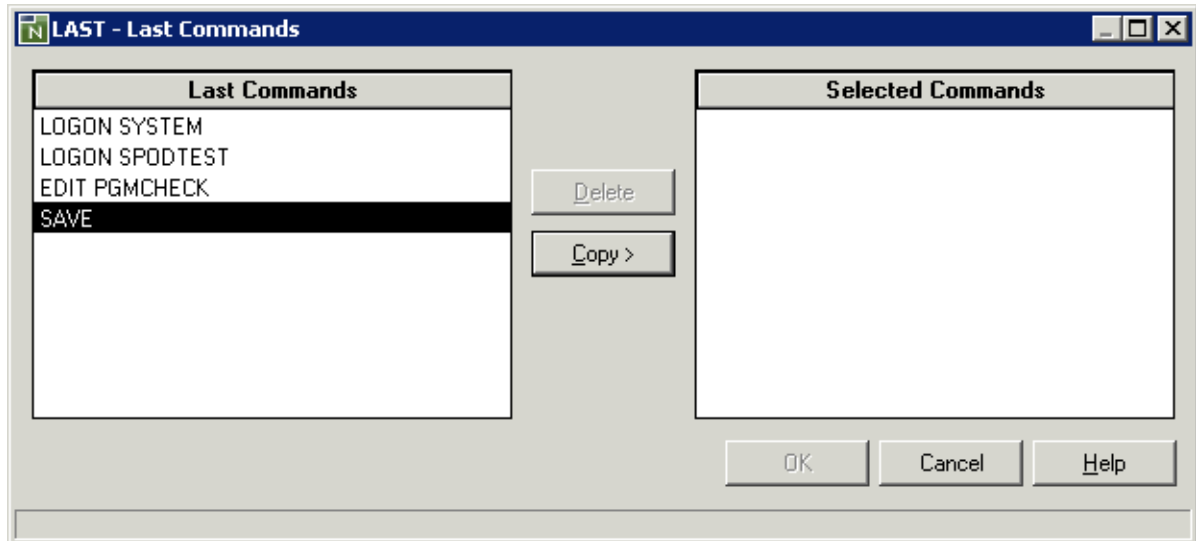 N LAST - Last Commands
Last Commands
LOGON SYSTEM
LOGON SPODTEST
EDIT PGMCHECK
SAVE
Delete
Copy >
Selected Commands
OK
Cancel
Help